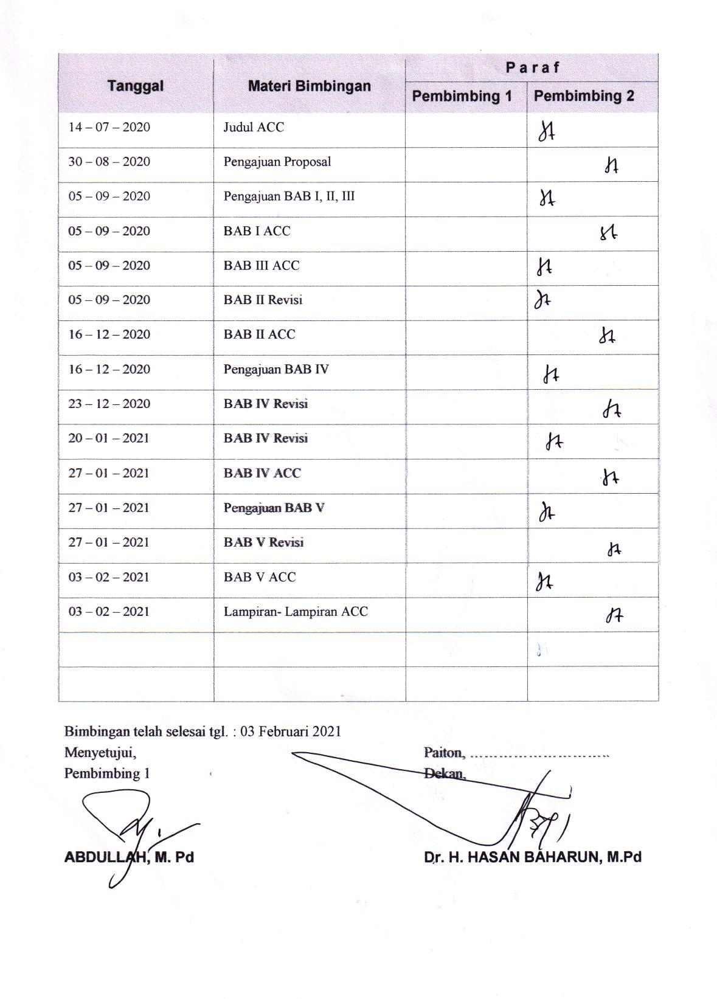 P a r a f
Tanggal Materi Bimbingan
Pembimbing 1 Pembimbing 2
14 – 07 – 2020 Judul ACC
30 – 08 – 2020 Pengajuan Proposal
05 – 09 – 2020 Pengajuan BAB I, II, III
05 – 09 – 2020 BAB I ACC
05 – 09 – 2020 BAB III ACC
05 – 09 – 2020 BAB II Revisi
16 – 12 – 2020 BAB II ACC
16 – 12 – 2020 Pengajuan BAB IV
23 – 12 – 2020 BAB IV Revisi
20 – 01 – 2021 BAB IV Revisi
27 – 01 – 2021 BAB IV ACC
27 – 01 – 2021 Pengajuan BAB V
27 – 01 – 2021 BAB V Revisi
03 – 02 – 2021 BAB V ACC
03 – 02 – 2021 Lampiran- Lampiran ACC
Bimbingan telah selesai tgl. : 03 Februari 2021
Menyetujui, Paiton, ................................
Pembimbing 1 Dekan,
ABDULLAH, M. Pd Dr. H. HASAN BAHARUN, M.Pd